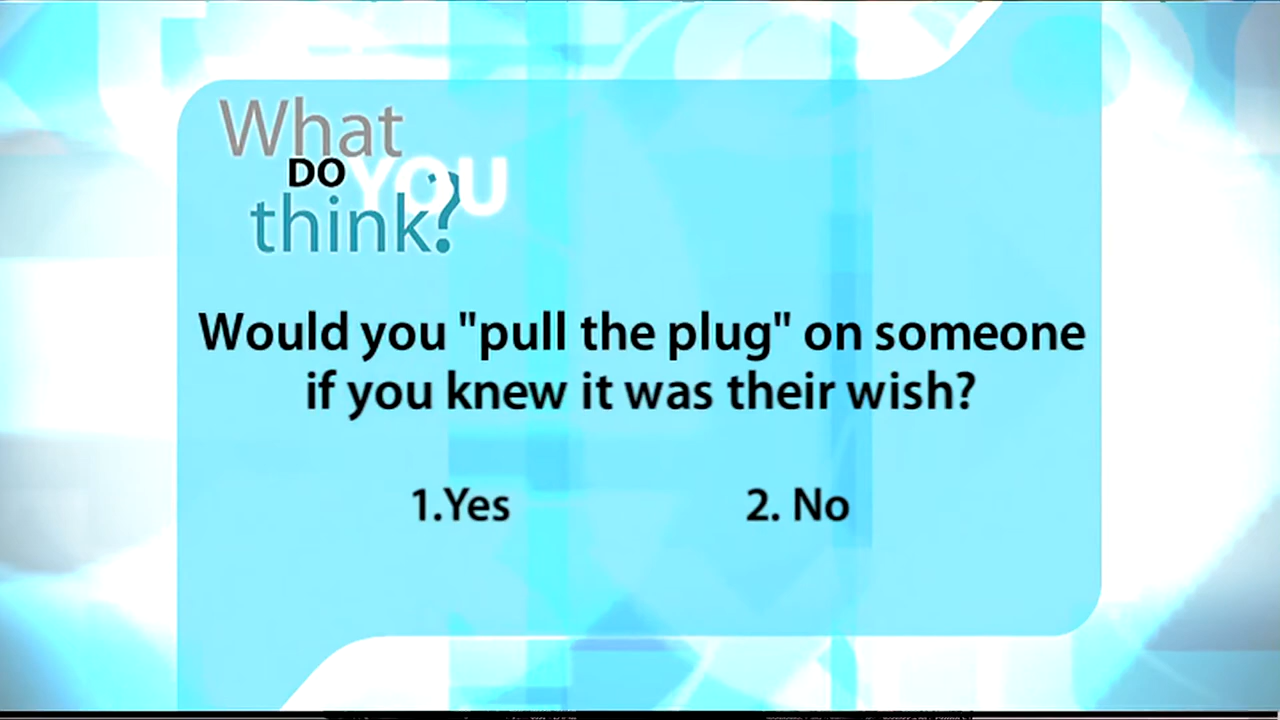 What
DO YOU
think?
Would you "pull the plug" on someone
if you knew it was their wish?
1.Yes 2. No